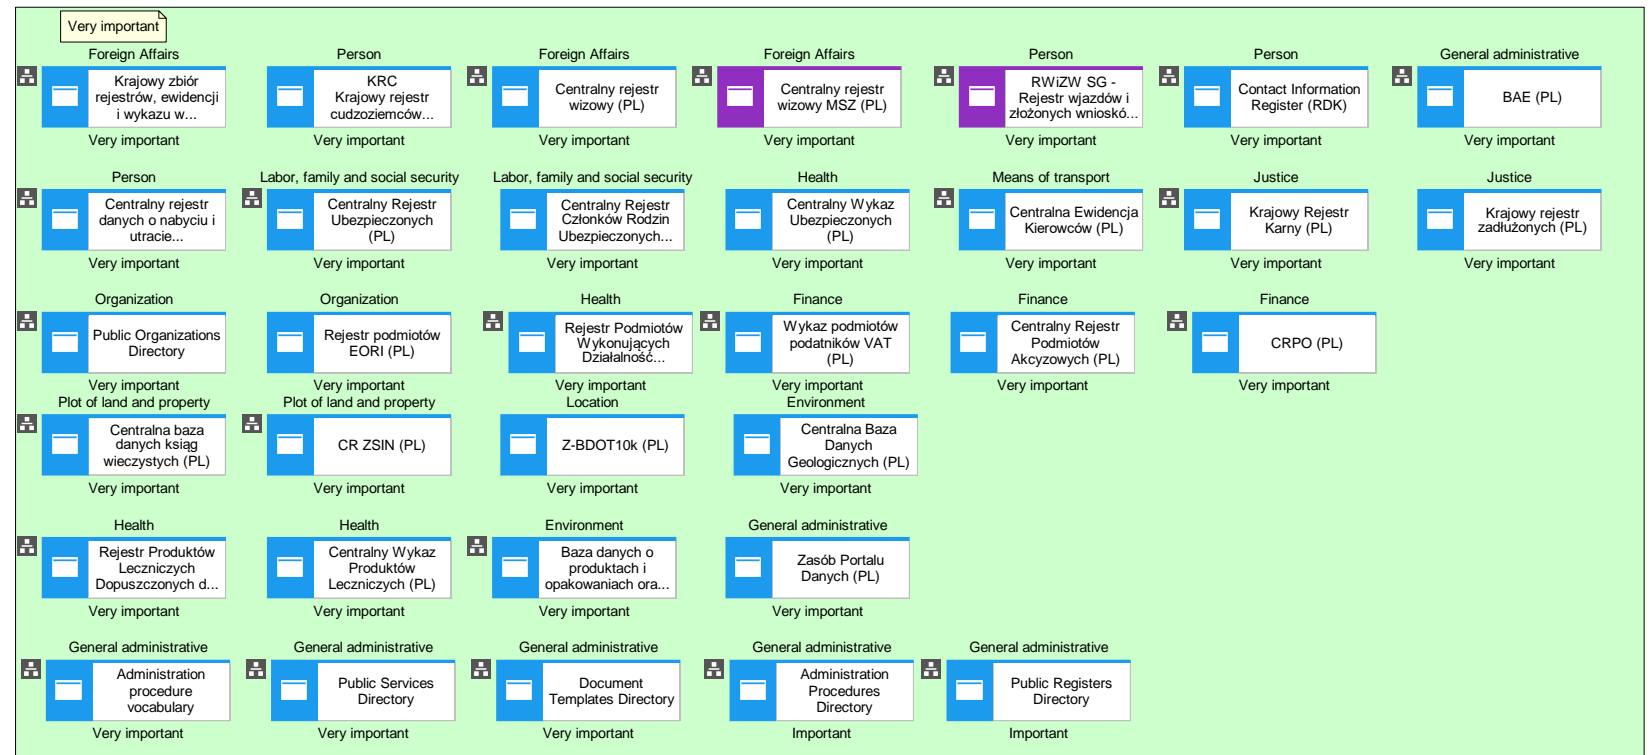 Very important
Foreign Affairs
Person
Foreign Affairs
Foreign Affairs
Person
Person
General administrative
Krajowy zbiór
rejestrów, ewidencji
i wykazu w...
KRC
Krajowy rejestr
cudzoziemców...
Centralny rejestr
wizowy (PL)
Centralny rejestr
wizowy MSZ (PL)
RWiZW SG -
Rejestr wjazdów i
złożonych wnioskó...
Contact Information
Register (RDK)
BAE (PL)
Very important
Very important
Very important
Very important
Very important
Very important
Very important
Person
Labor, family and social security
Labor, family and social security
Health
Means of transport
Justice
Justice
Centralny rejestr
danych o nabyciu i
utracie...
Centralny Rejestr
Ubezpieczonych
(PL)
Centralny Rejestr
Członków Rodzin
Ubezpieczonych...
Centralny Wykaz
Ubezpieczonych
(PL)
Centralna Ewidencja
Kierowców (PL)
Krajowy Rejestr
Karny (PL)
Krajowy rejestr
zadłużonych (PL)
Very important
Very important
Very important
Very important
Very important
Very important
Very important
Organization
Organization
Health
Finance
Finance
Finance
Public Organizations
Directory
Rejestr podmiotów
EORI (PL)
Rejestr Podmiotów
Wykonujących
Działalność...
Wykaz podmiotów
podatników VAT
(PL)
Centralny Rejestr
Podmiotów
Akcyzowych (PL)
CRPO (PL)
Very important
Very important
Very important
Very important
Very important
Very important
Plot of land and property
Plot of land and property
Location
Environment
Centralna baza
danych ksiąg
wieczystych (PL)
CR ZSIN (PL)
Z-BDOT10k (PL)
Centralna Baza
Danych
Geologicznych (PL)
Very important
Very important
Very important
Very important
Health
Health
Environment
General administrative
Rejestr Produktów
Leczniczych
Dopuszczonych d...
Centralny Wykaz
Produktów
Leczniczych (PL)
Baza danych o
produktach i
opakowaniach ora...
Zasób Portalu
Danych (PL)
Very important
Very important
Very important
Very important
General administrative
General administrative
General administrative
General administrative
General administrative
Administration
procedure
vocabulary
Public Services
Directory
Document
Templates Directory
Administration
Procedures
Directory
Public Registers
Directory
Very important
Very important
Very important
Important
Important